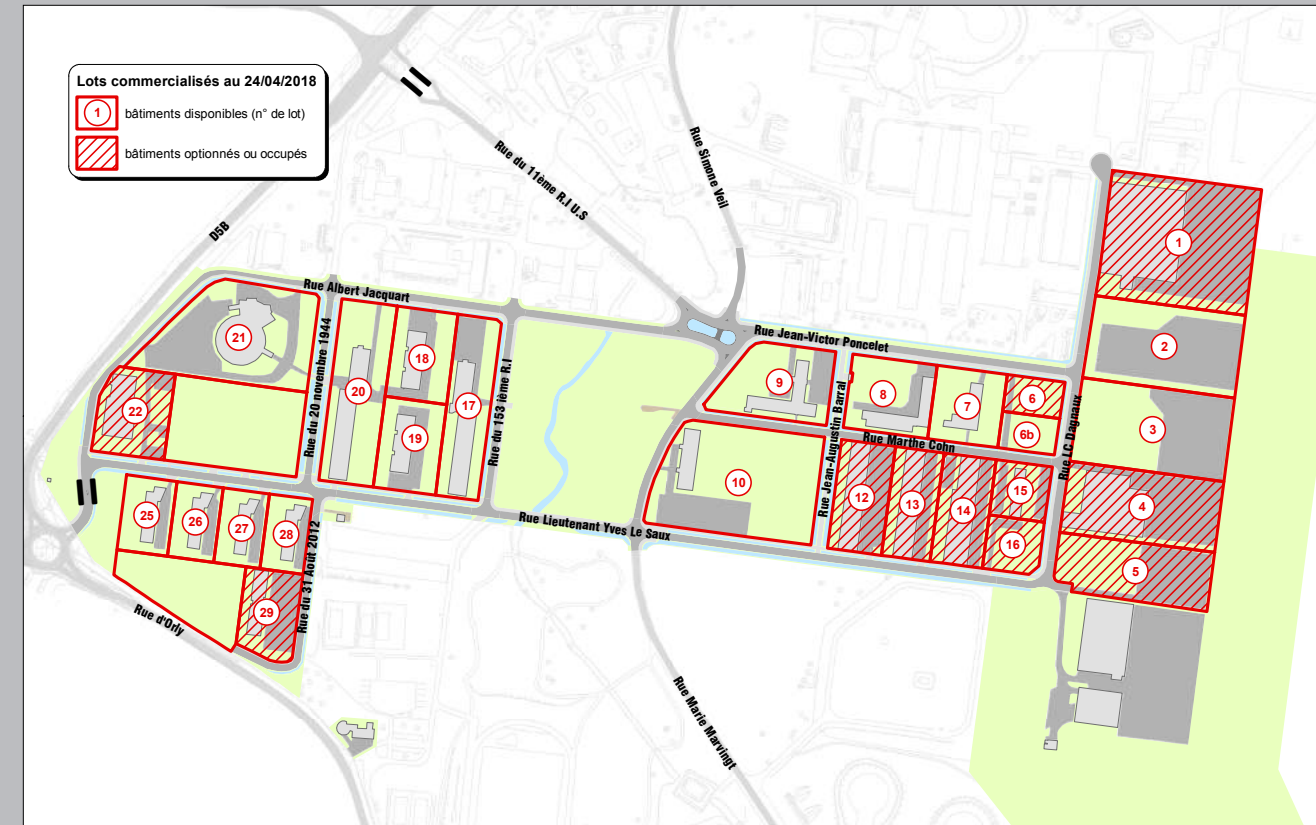 Lots commercialisés au 24/04/2018
1
bâtiments disponibles (n° de lot)
bâtiments optionnés ou occupés
Rue du 11ème R.I U.S
Rue Simone Veil
D5B
1
Rue Albert Jacquart
21
Rue du 20 novembre 1944
18
20
17
19
Rue du 153 ième R.I
22
Rue Jean-Victor Poncelet
9
8
7
6
6b
2
3
Rue LC Dagnaux
Rue Jean-Augustin Barral
Rue Marthe Cohn
10
12
13
14
15
16
4
5
Rue Lieutenant Yves Le Saux
25
26
27
28
29
Rue du 31 Août 2012
Rue d'Orly
Rue Marie Marvingt